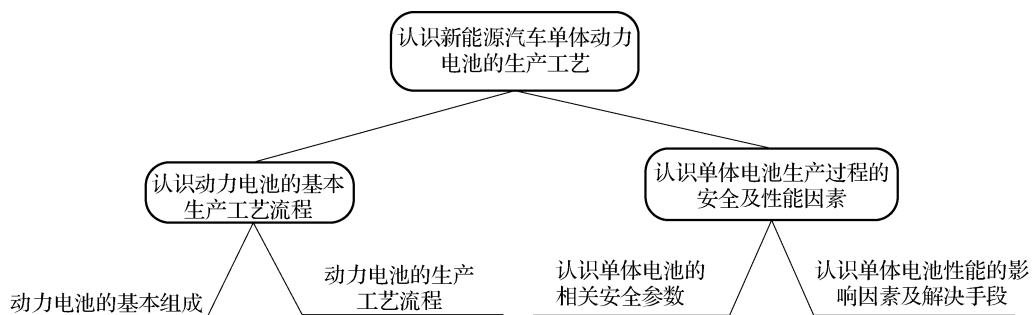 认识新能源汽车单体动力
电池的生产工艺
认识动力电池的基本
生产工艺流程
认识单体电池生产过程的
安全及性能因素
动力电池的基本组成
动力电池的生产
工艺流程
认识单体电池的
相关安全参数
认识单体电池性能的影
响因素及解决手段